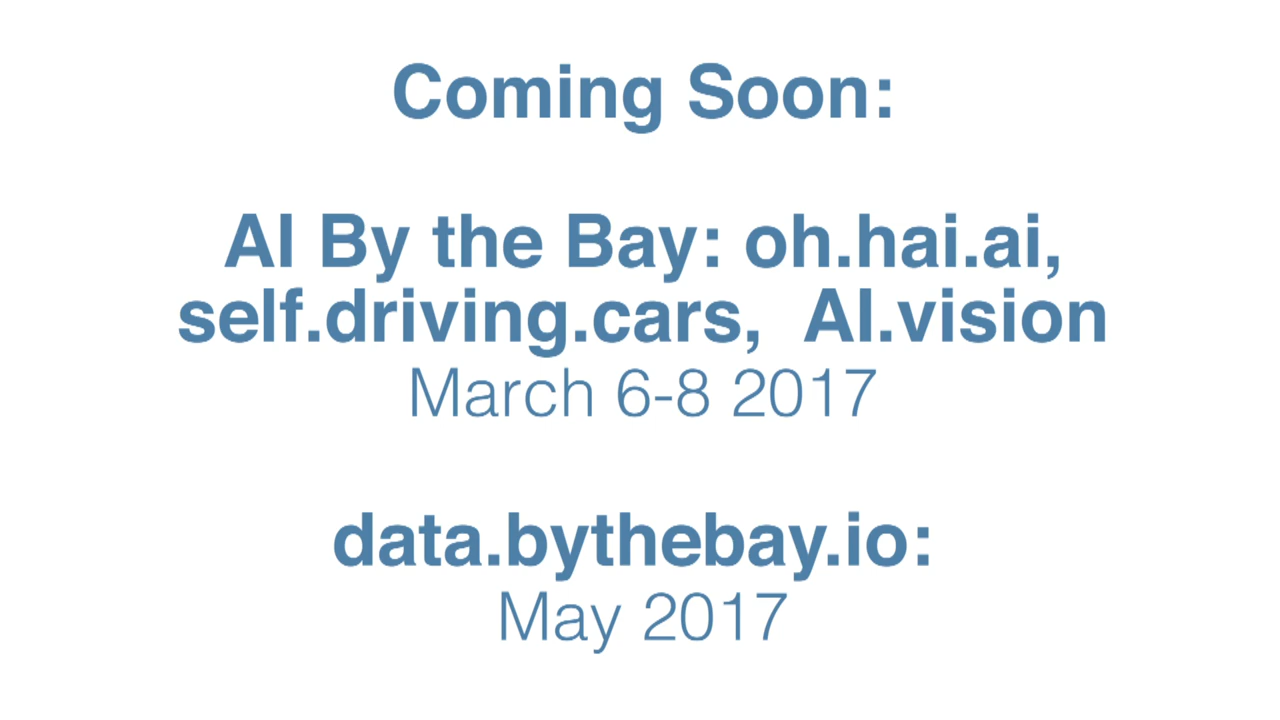 Coming Soon:
AI By the Bay: oh.hai.ai,
self.driving.cars,  AI.vision
March 6-8 2017
data.bythebay.io:
May 2017